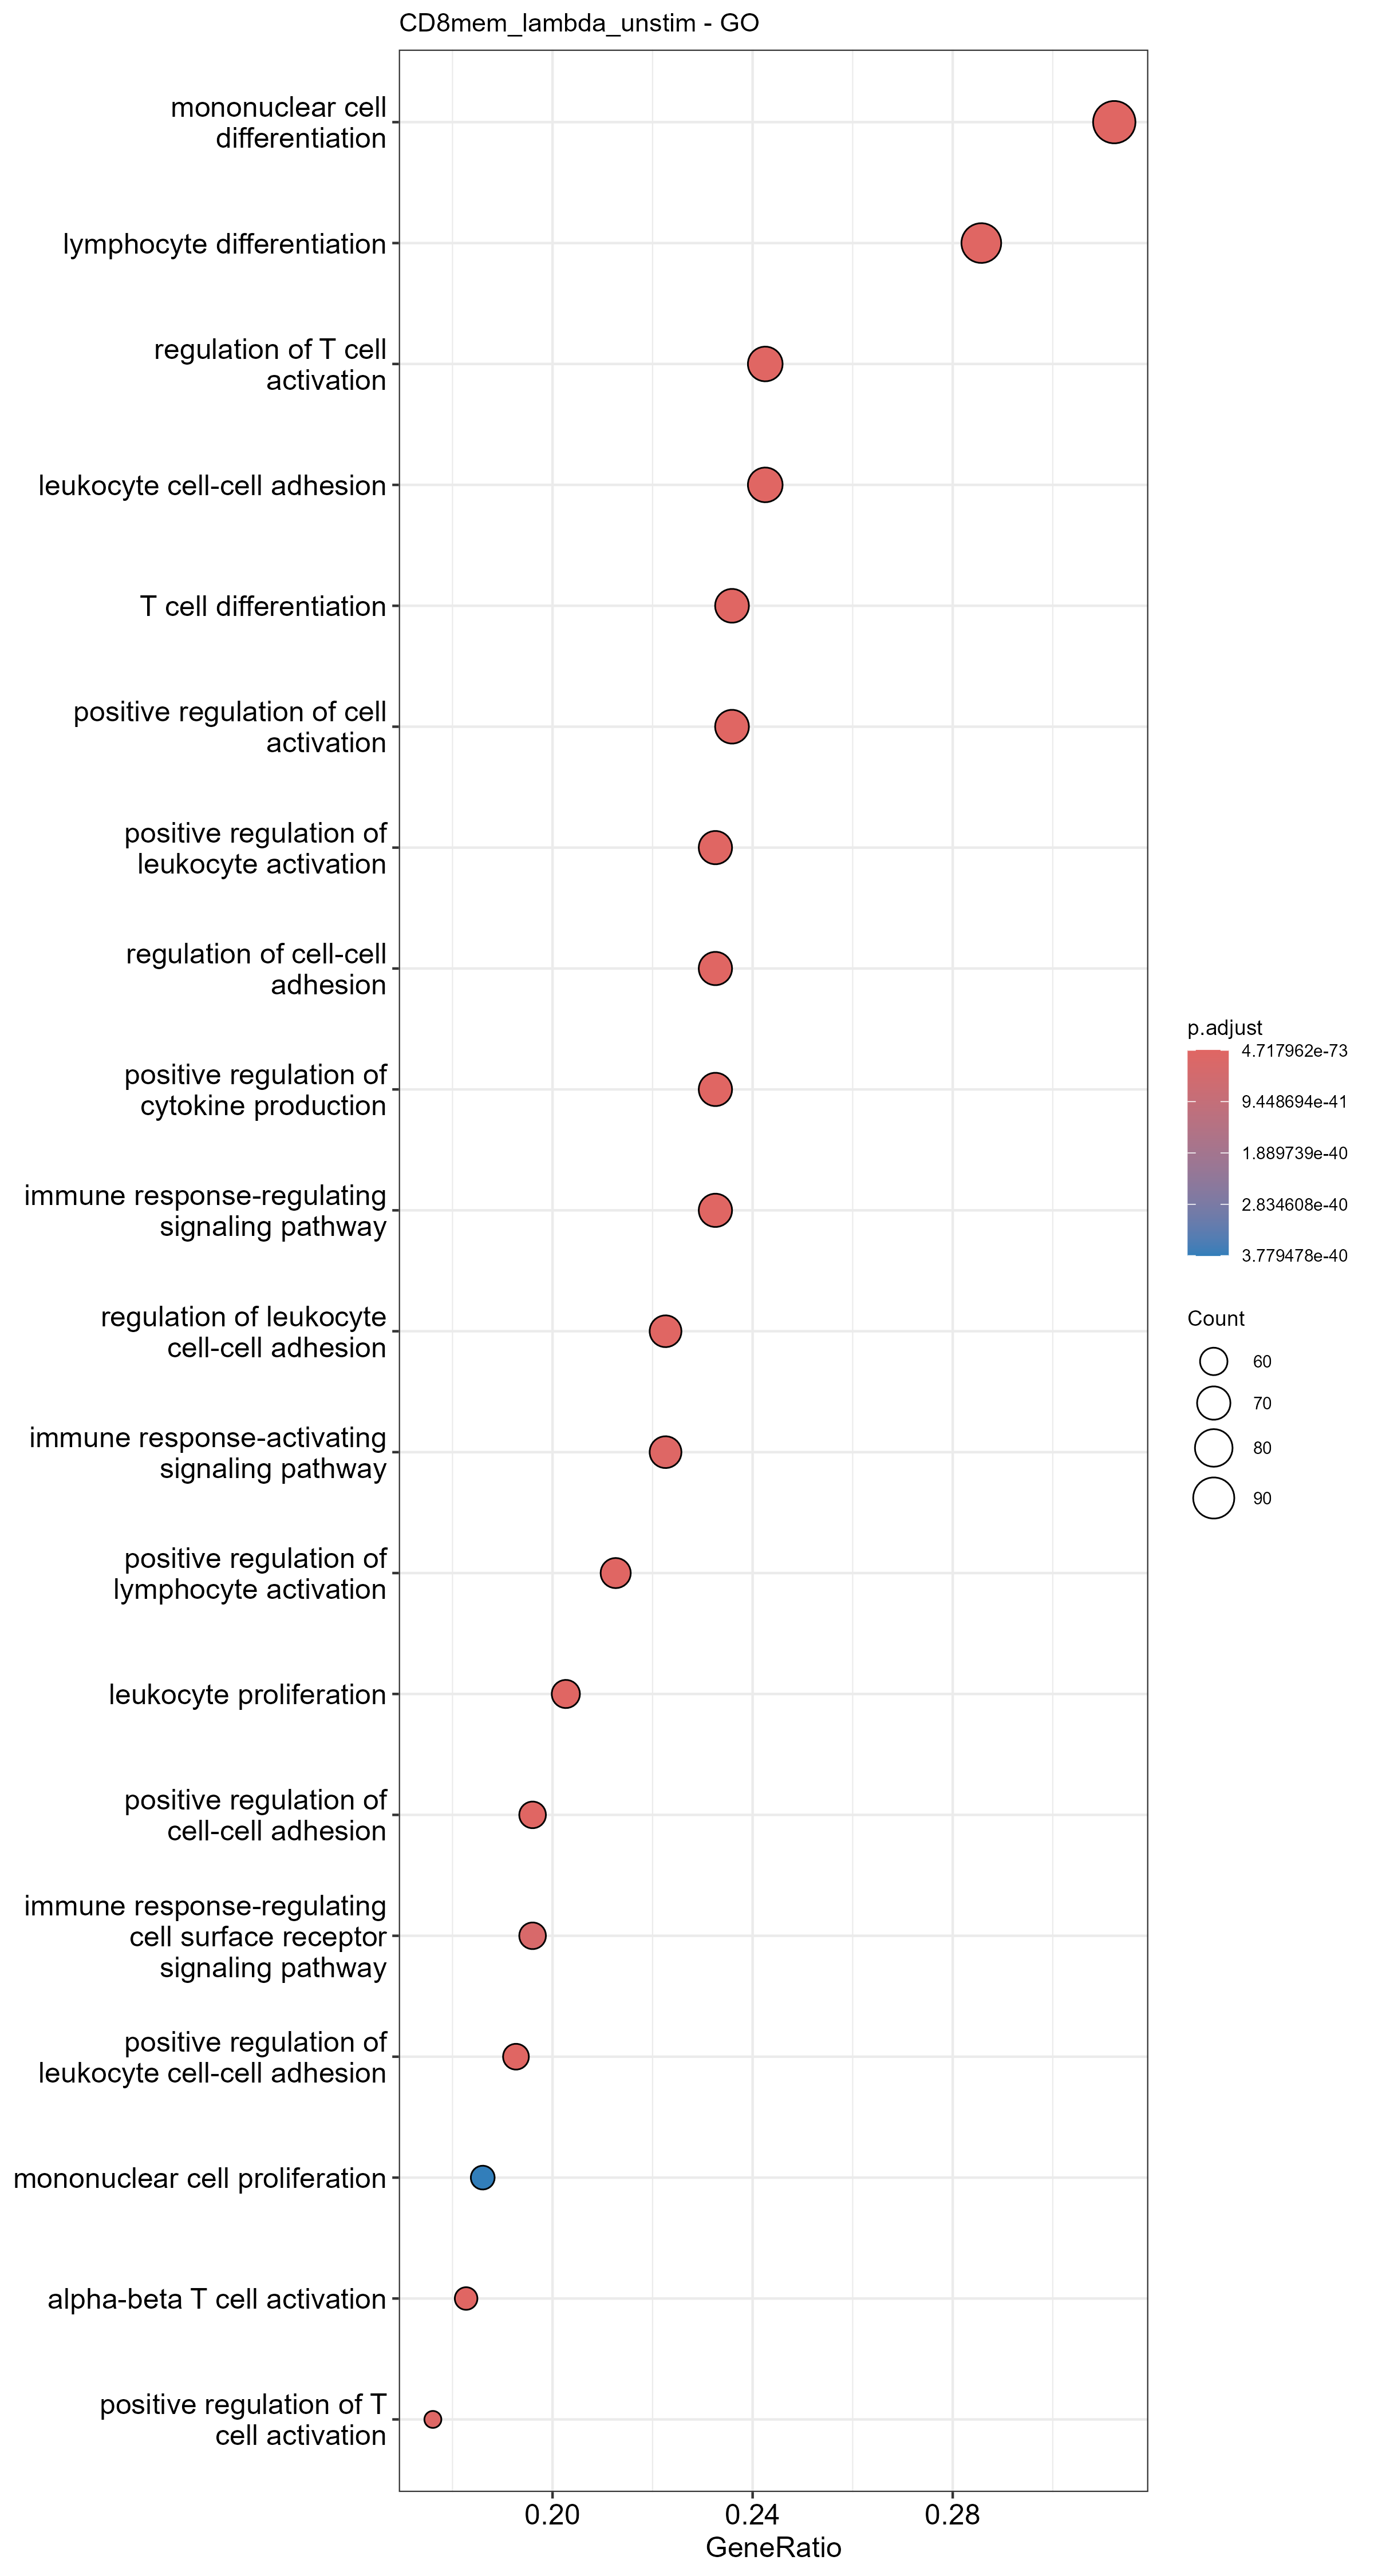 CD8mem_lambda_unstim - GO
mononuclear cell
differentiation
lymphocyte differentiation
regulation of T cell
activation
leukocyte cell-cell adhesion
T cell differentiation
positive regulation of cell
activation
positive regulation of
leukocyte activation
regulation of cell-cell
adhesion
positive regulation of
cytokine production
immune response-regulating
signaling pathway
regulation of leukocyte
cell-cell adhesion
immune response-activating
signaling pathway
positive regulation of
lymphocyte activation
leukocyte proliferation
positive regulation of
cell-cell adhesion
immune response-regulating
cell surface receptor
signaling pathway
positive regulation of
leukocyte cell-cell adhesion
mononuclear cell proliferation
alpha-beta T cell activation
positive regulation of T
cell activation
0.20 0.24 0.28
GeneRatio
p.adjust
4.717962e-73
9.448694e-41
1.889739e-40
2.834608e-40
3.779478e-40
Count
60
70
80
90